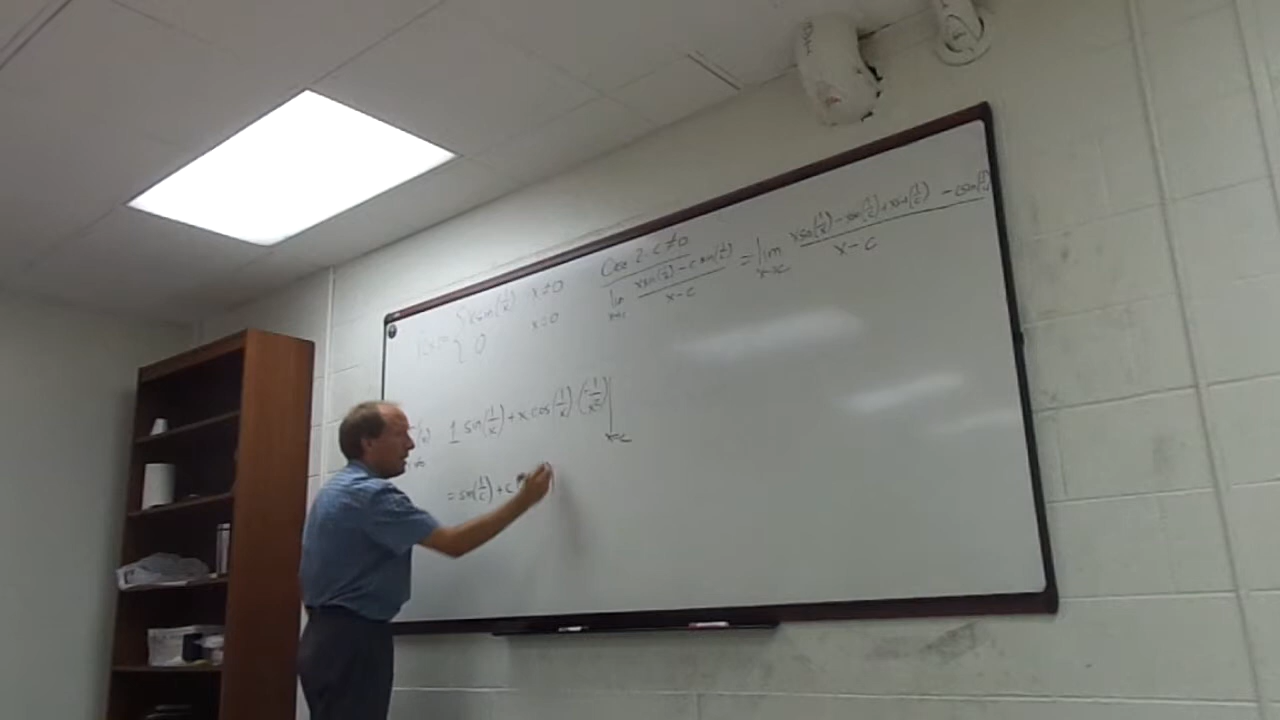 { x sin(1/x) x ≠ 0
0 x = 0
1 sin(1/x) + x cos(1/x) · (-1/x²) |x=c
= sin(1/c) + c
Case 2. c ≠ 0
lim x→c (x sin(1/x) - c sin(1/c)) / (x - c) = lim x→c (x sin(1/x) - x sin(1/c) + x sin(1/c) - c sin(1/c)) / (x - c)